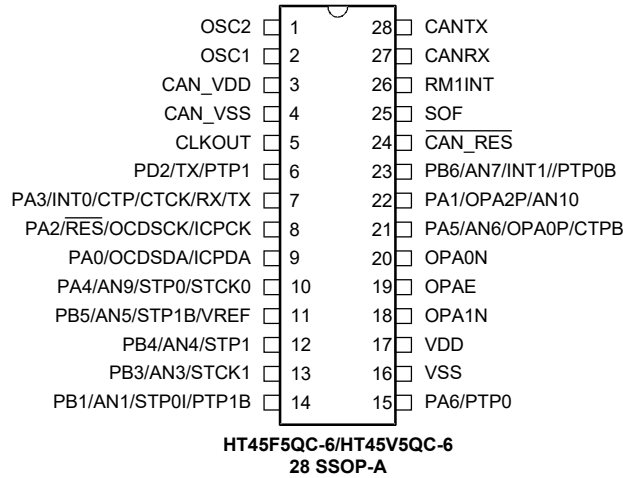 OSC2 1 28 CANTX
OSC1 2 27 CANRX
CAN_VDD 3 26 RM1INT
CAN_VSS 4 25 SOF
CLKOUT 5 24 CAN_RES
PD2/TX/PTP1 6 23 PB6/AN7/INT1//PTP0B
PA3/INT0/CTP/CTCK/RX/TX 7 22 PA1/OPA2P/AN10
PA2/RES/OCDSCK/ICPCK 8 21 PA5/AN6/OPA0P/CTPB
PA0/OCDSDA/ICPDA 9 20 OPA0N
PA4/AN9/STP0/STCK0 10 19 OPAE
PB5/AN5/STP1B/VREF 11 18 OPA1N
PB4/AN4/STP1 12 17 VDD
PB3/AN3/STCK1 13 16 VSS
PB1/AN1/STP0I/PTP1B 14 15 PA6/PTP0
HT45F5QC-6/HT45V5QC-6
28 SSOP-A